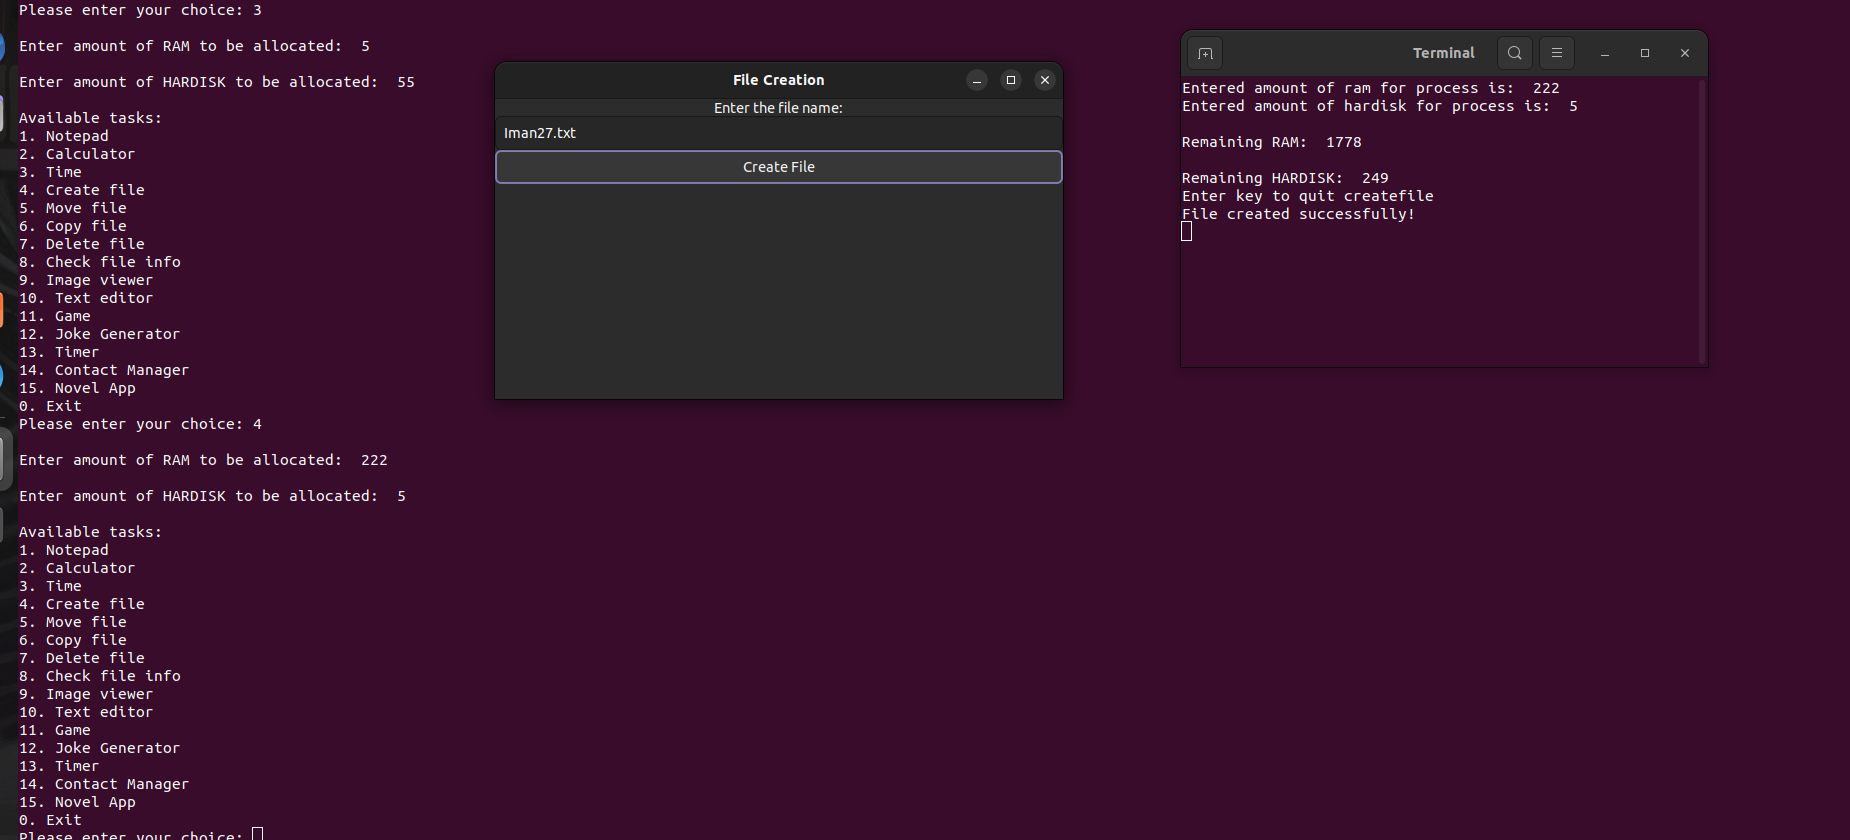 Please enter your choice: 3
Enter amount of RAM to be allocated:  5
Enter amount of HARDISK to be allocated:  55
Available tasks:
1. Notepad
2. Calculator
3. Time
4. Create file
5. Move file
6. Copy file
7. Delete file
8. Check file info
9. Image viewer
10. Text editor
11. Game
12. Joke Generator
13. Timer
14. Contact Manager
15. Novel App
0. Exit
Please enter your choice: 4
Enter amount of RAM to be allocated:  222
Enter amount of HARDISK to be allocated:  5
Available tasks:
1. Notepad
2. Calculator
3. Time
4. Create file
5. Move file
6. Copy file
7. Delete file
8. Check file info
9. Image viewer
10. Text editor
11. Game
12. Joke Generator
13. Timer
14. Contact Manager
15. Novel App
0. Exit
Please enter your choice:
File Creation
Enter the file name:
Iman27.txt
Create File
Terminal
Entered amount of ram for process is:  222
Entered amount of hardisk for process is:  5
Remaining RAM:  1778
Remaining HARDISK:  249
Enter key to quit createfile
File created successfully!